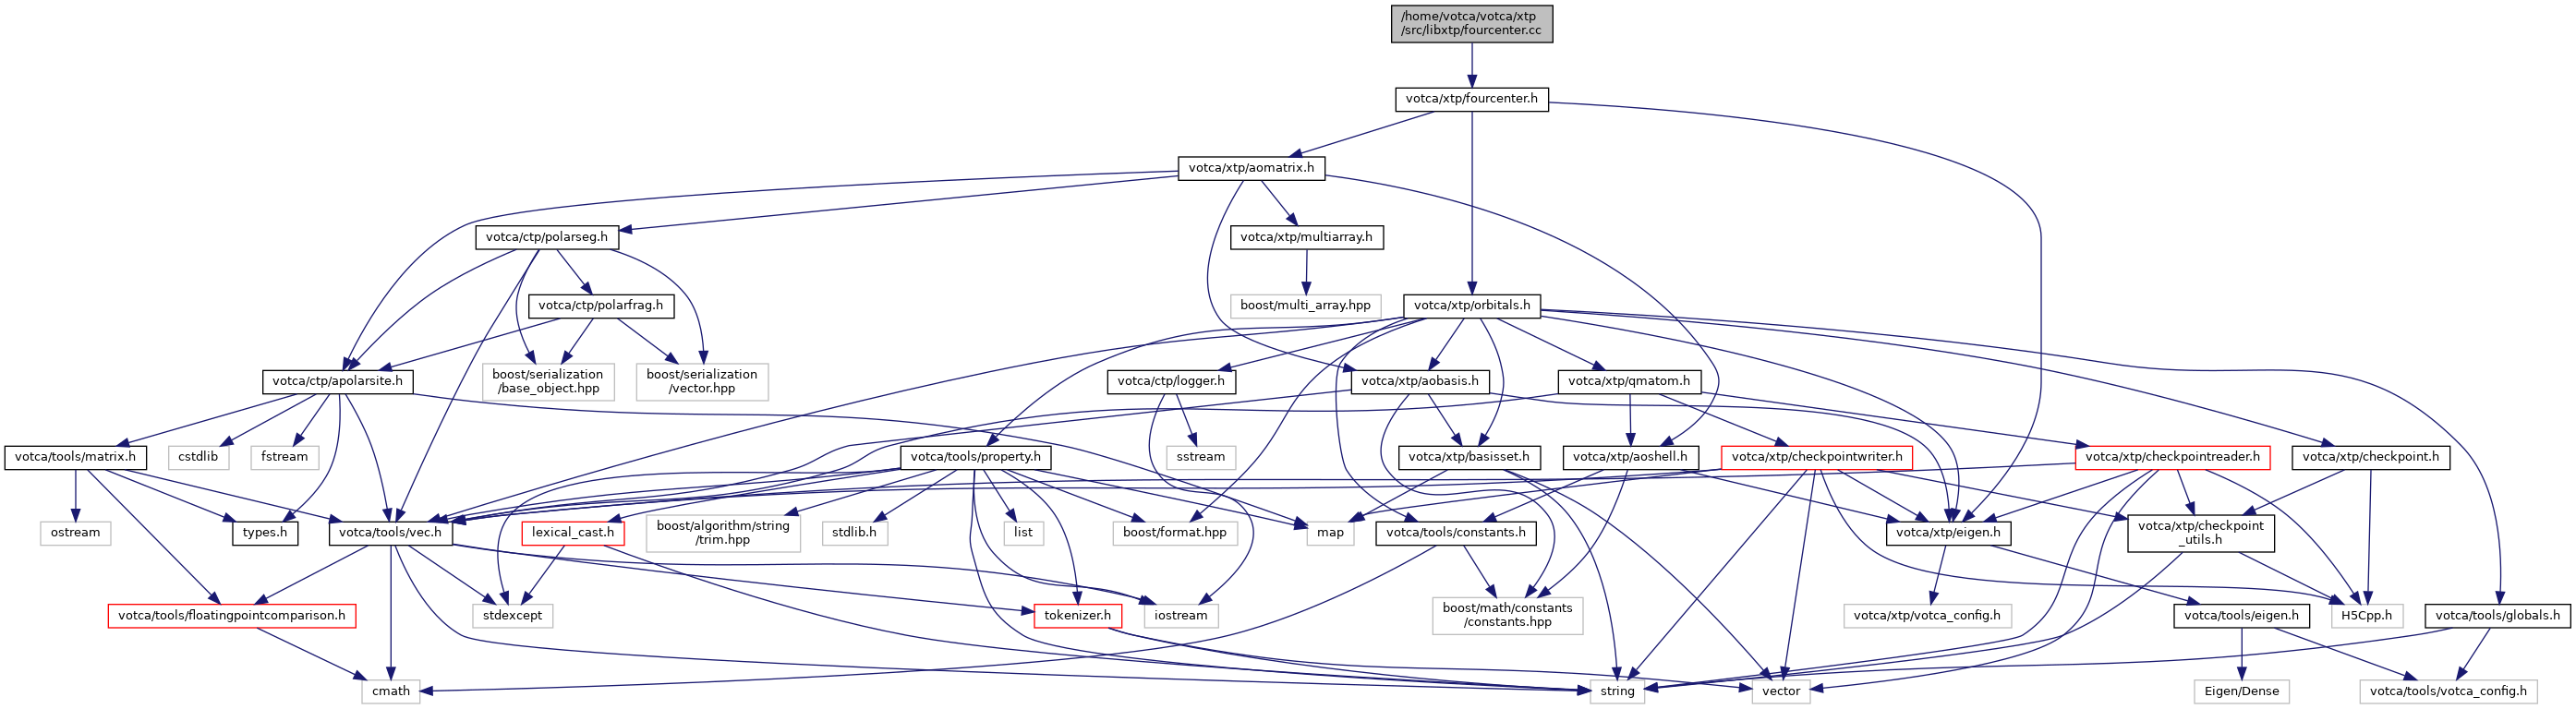 /home/votca/votca/xtp
/src/libxtp/fourcenter.cc
votca/xtp/fourcenter.h
votca/xtp/aomatrix.h
votca/ctp/polarseg.h
votca/xtp/multiarray.h
votca/ctp/polarfrag.h
boost/multi_array.hpp
votca/xtp/orbitals.h
votca/ctp/apolarsite.h
boost/serialization
/base_object.hpp
boost/serialization
/vector.hpp
votca/ctp/logger.h
votca/xtp/aobasis.h
votca/xtp/qmatom.h
votca/tools/matrix.h
cstdlib
fstream
votca/tools/property.h
sstream
votca/xtp/basisset.h
votca/xtp/aoshell.h
votca/xtp/checkpointwriter.h
votca/xtp/checkpointreader.h
votca/xtp/checkpoint.h
ostream
types.h
votca/tools/vec.h
lexical_cast.h
boost/algorithm/string
/trim.hpp
stdlib.h
list
boost/format.hpp
map
votca/tools/constants.h
votca/xtp/eigen.h
votca/xtp/checkpoint
_utils.h
votca/tools/floatingpointcomparison.h
stdexcept
tokenizer.h
iostream
boost/math/constants
/constants.hpp
votca/xtp/votca_config.h
votca/tools/eigen.h
H5Cpp.h
votca/tools/globals.h
cmath
string
vector
Eigen/Dense
votca/tools/votca_config.h